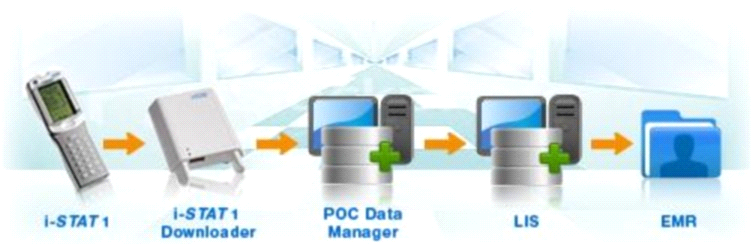 i-STAT 1
i-STAT 1
Downloader
POC Data
Manager
LIS
EMR